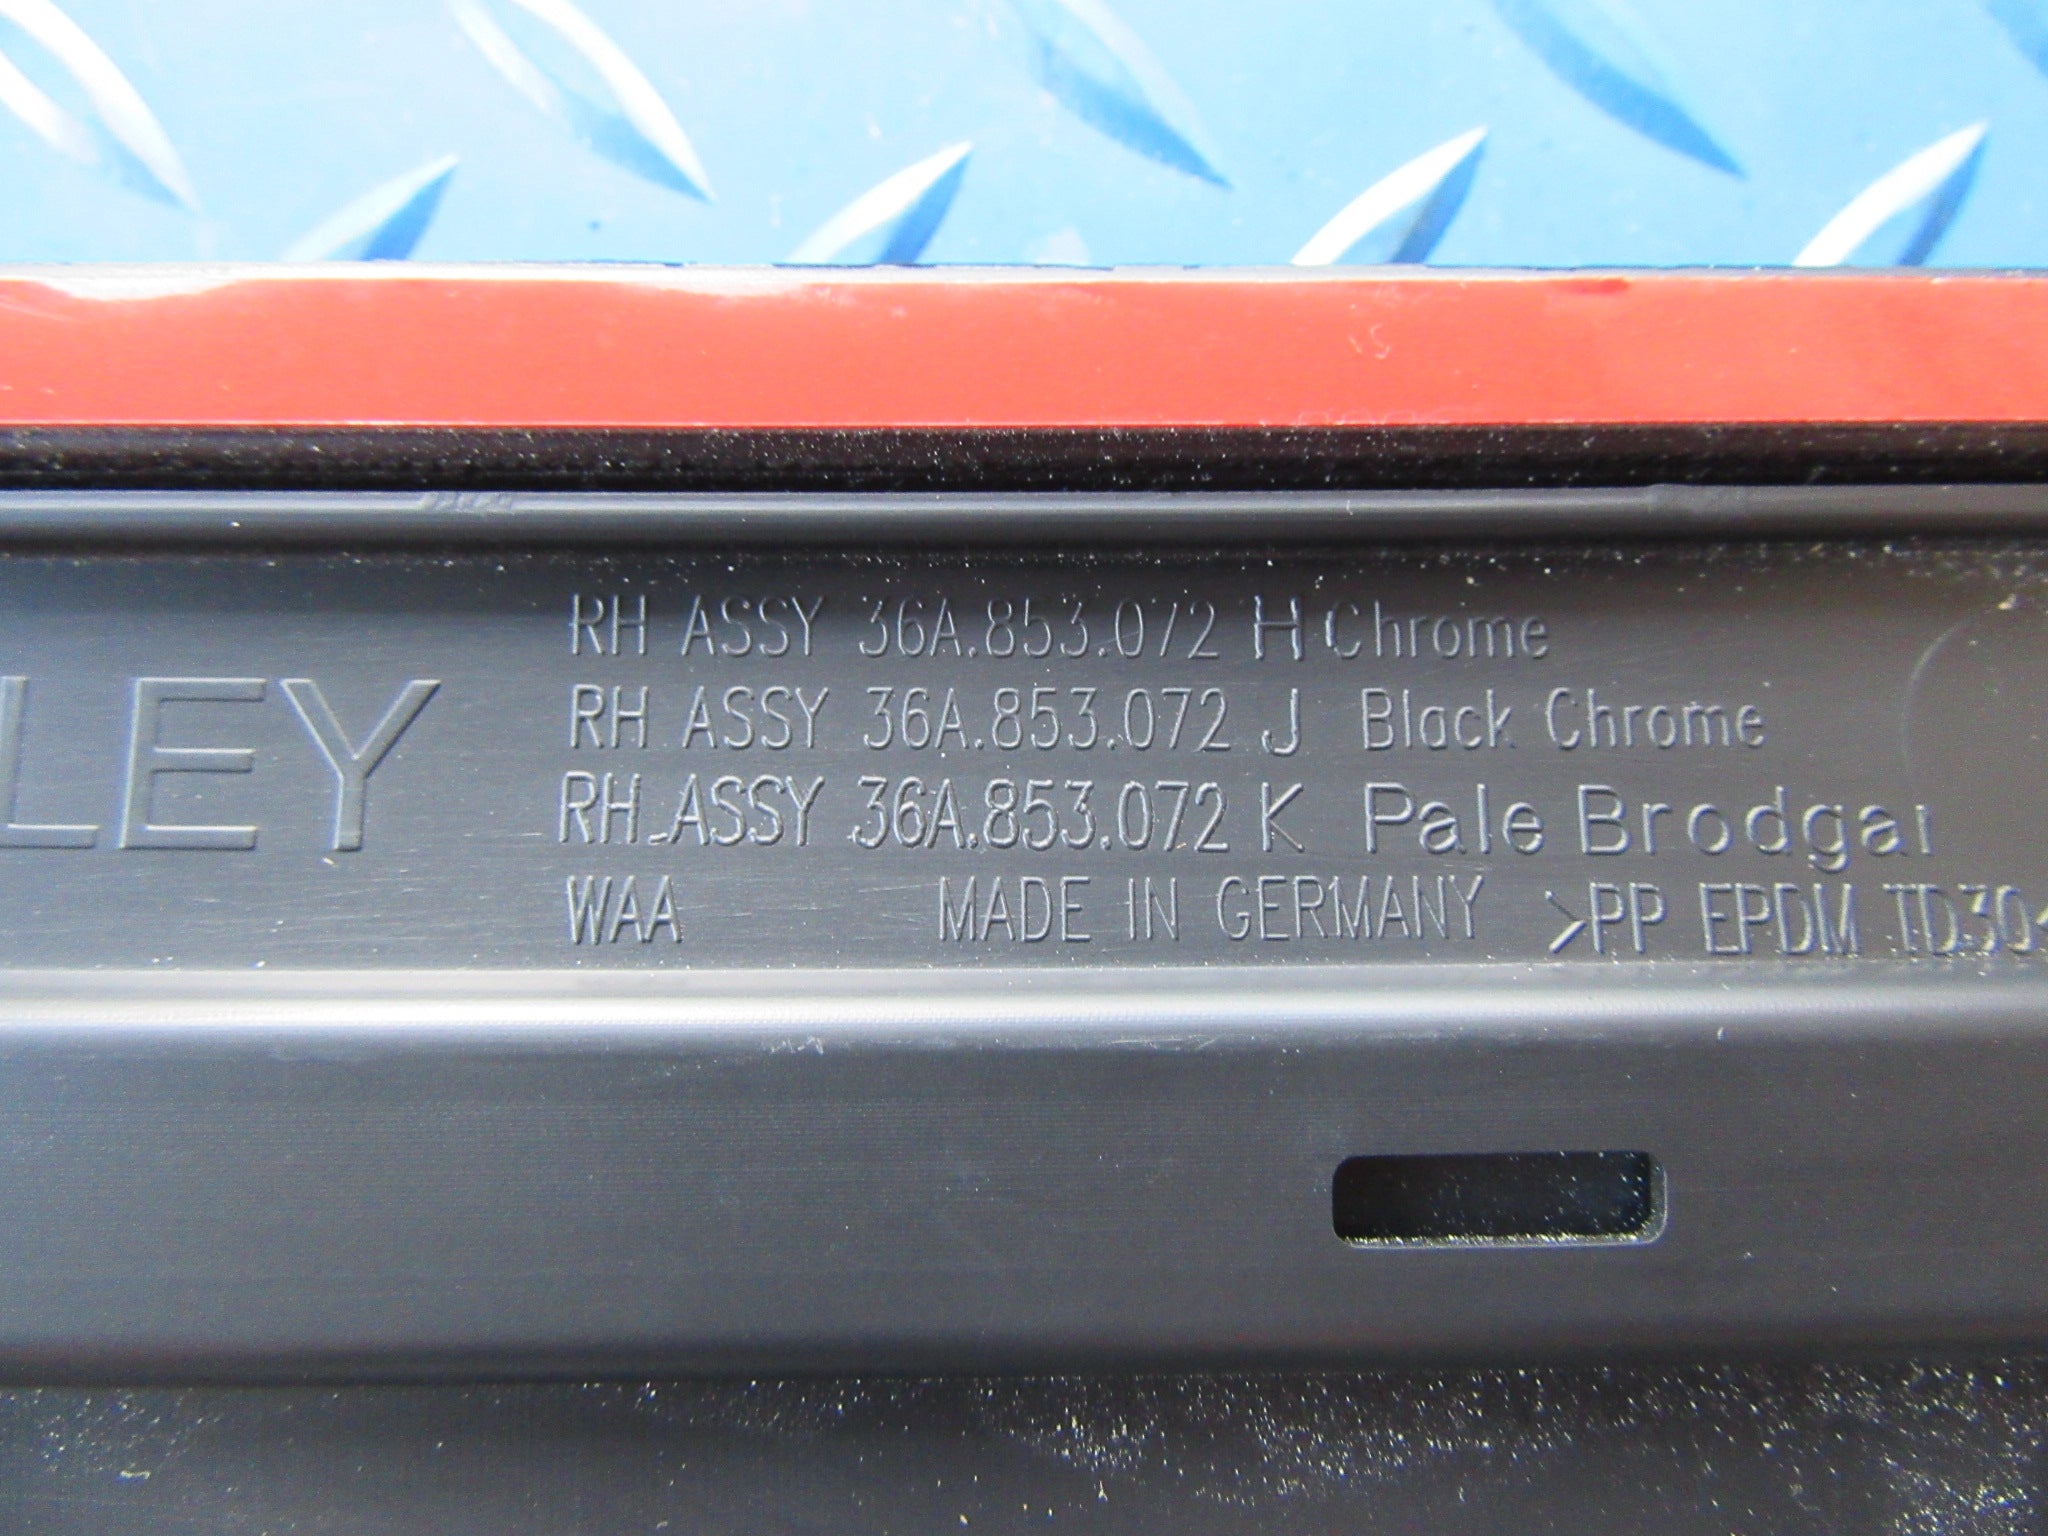 RH ASSY 36A.853.072 H Chrome
RH ASSY 36A.853.072 J Black Chrome
LEY
RH ASSY 36A.853.072 K Pale Brodgar
WAA MADE IN GERMANY >PP EPDM TD30<